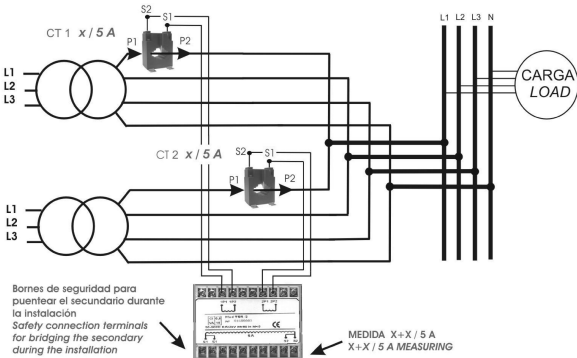 S2
S1
CT 1 x / 5 A
P1
P2
L1
L2
L3
L1 L2 L3 N
CARGA
LOAD
CT 2 x / 5 A
S2
S1
P1
P2
L1
L2
L3
Bornes de seguridad para
puentear el secundario durante
la instalación
Safety connection terminals
for bridging the secondary
during the installation
CE
MEDIDA X+X / 5 A
X+X / 5 A MEASURING